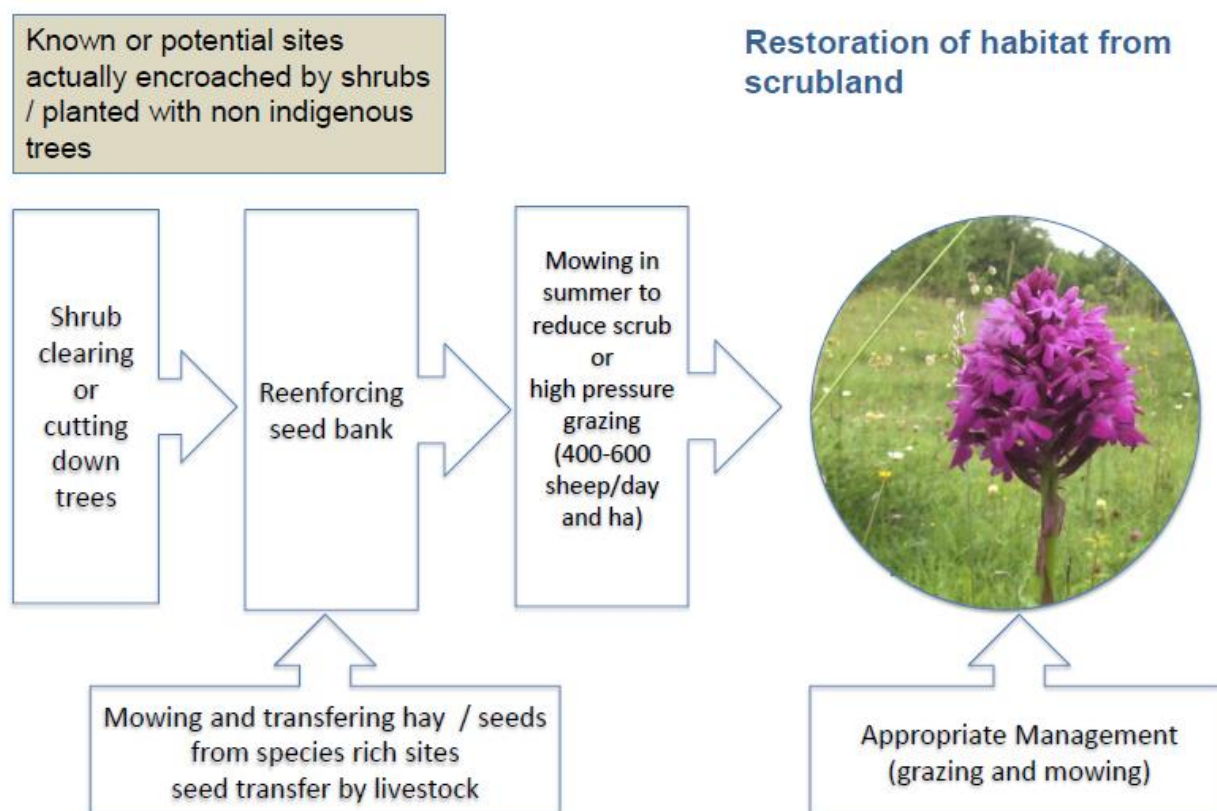 Known or potential sites
actually encroached by shrubs
/ planted with non indigenous
trees
Restoration of habitat from
scrubland
Shrub
clearing
or
cutting
down
trees
Reenforcing
seed bank
Mowing in
summer to
reduce scrub
or
high pressure
grazing
(400-600
sheep/day
and ha)
Mowing and transfering hay / seeds
from species rich sites
seed transfer by livestock
Appropriate Management
(grazing and mowing)